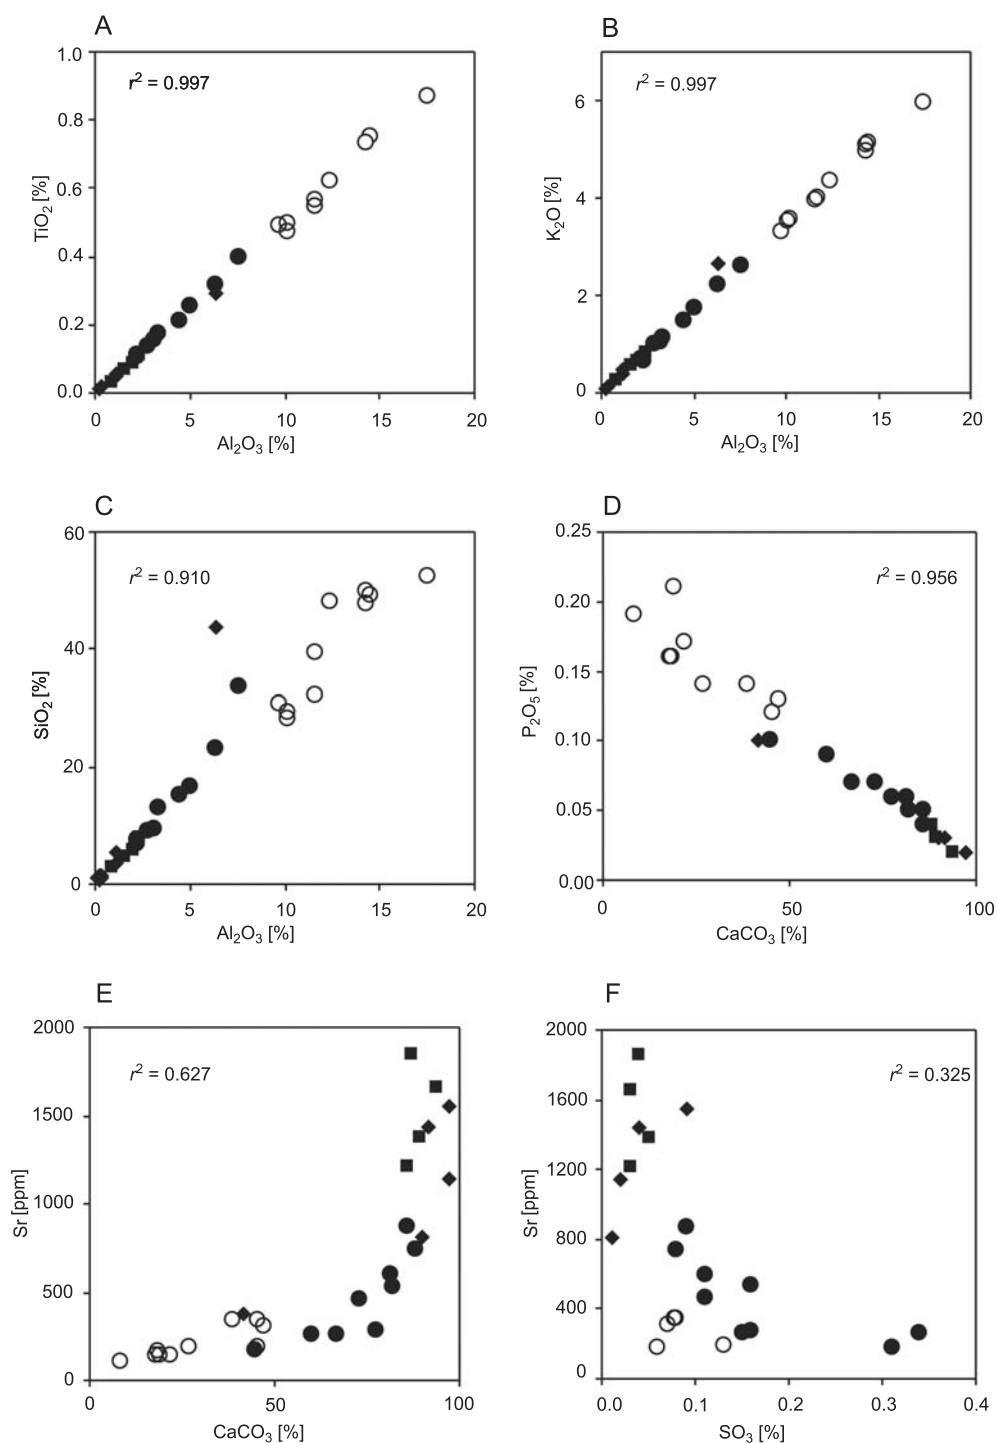 A
r² = 0.997
TiO₂ [%]
1.0
0.8
0.6
0.4
0.2
0.0
0 5 10 15 20
Al₂O₃ [%]
B
r² = 0.997
K₂O [%]
6
4
2
0
0 5 10 15 20
Al₂O₃ [%]
C
r² = 0.910
SiO₂ [%]
60
40
20
0
0 5 10 15 20
Al₂O₃ [%]
D
r² = 0.956
P₂O₅ [%]
0.25
0.20
0.15
0.10
0.05
0.00
0 50 100
CaCO₃ [%]
E
r² = 0.627
Sr [ppm]
2000
1500
1000
500
0
0 50 100
CaCO₃ [%]
F
r² = 0.325
Sr [ppm]
2000
1600
1200
800
400
0
0.0 0.1 0.2 0.3 0.4
SO₃ [%]